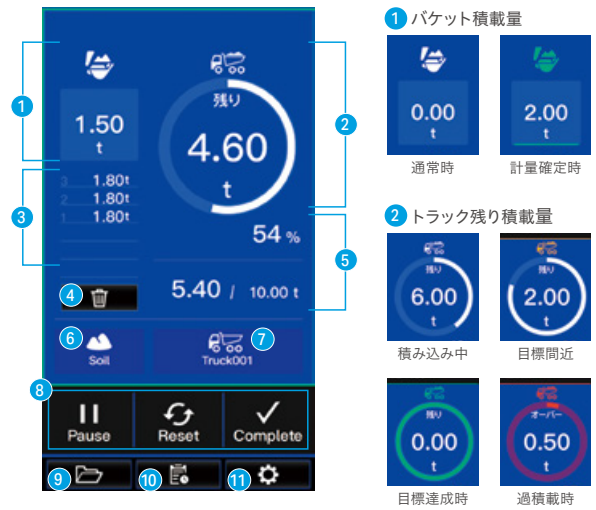 1
1.50
t
残り
4.60
t
2
3
3 1.80t
2 1.80t
1 1.80t
54 %
5
4
5.40 / 10.00 t
6
Soil
7
Truck001
8
Pause
Reset
Complete
9
10
11
1 バケット積載量
0.00
t
通常時
2.00
t
計量確定時
2 トラック残り積載量
残り
6.00
t
積み込み中
残り
2.00
t
目標間近
残り
0.00
t
目標達成時
オーバー
0.50
t
過積載時